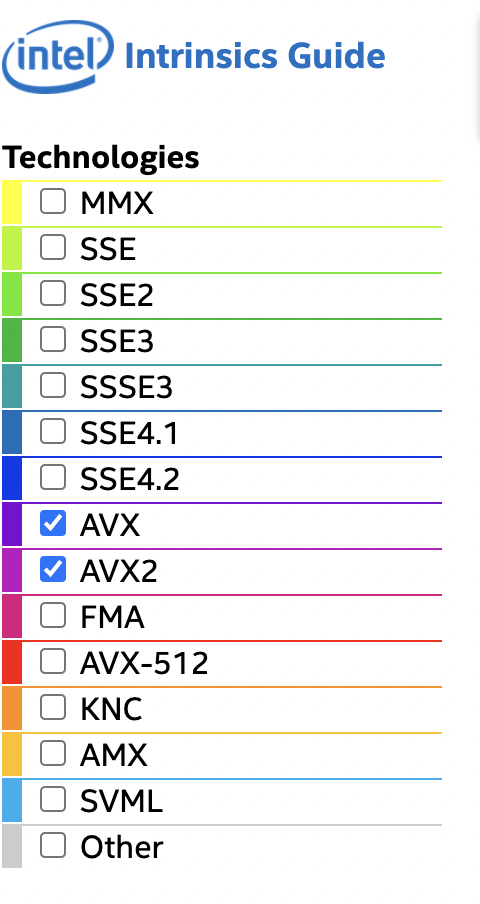 intel® Intrinsics Guide
Technologies
MMX
SSE
SSE2
SSE3
SSSE3
SSE4.1
SSE4.2
AVX
AVX2
FMA
AVX-512
KNC
AMX
SVML
Other